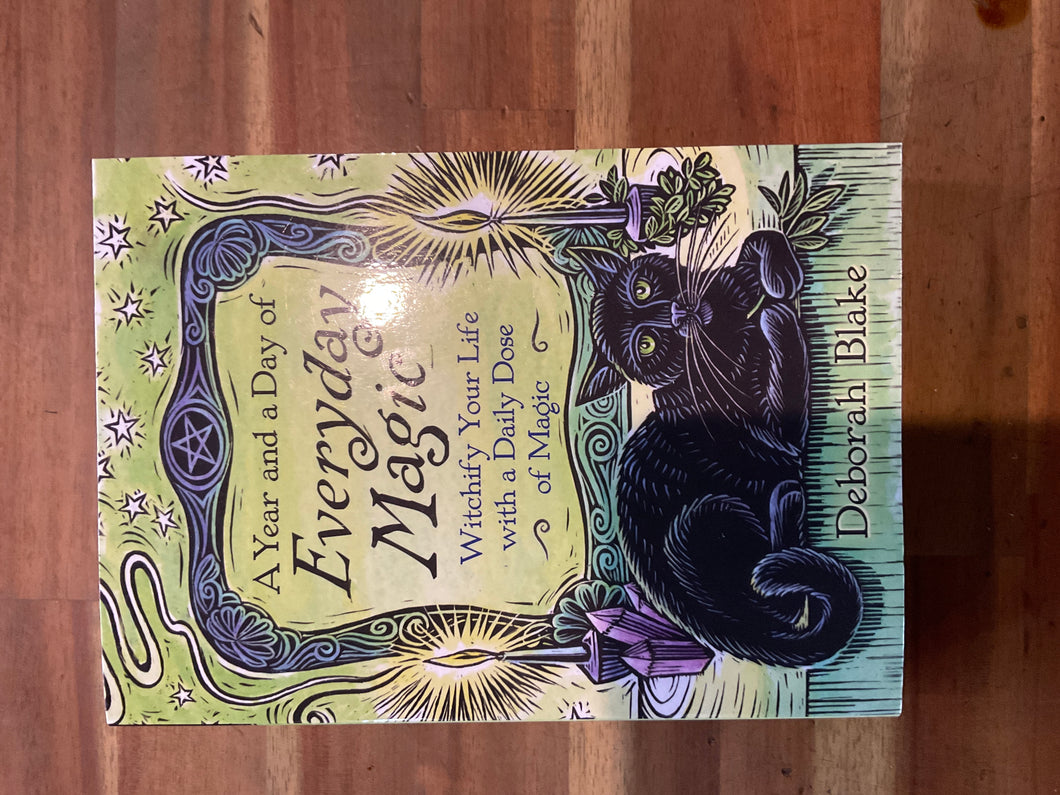 A Year and a Day of
Everyday
Magic
Witchify Your Life
with a Daily Dose
of Magic
Deborah Blake